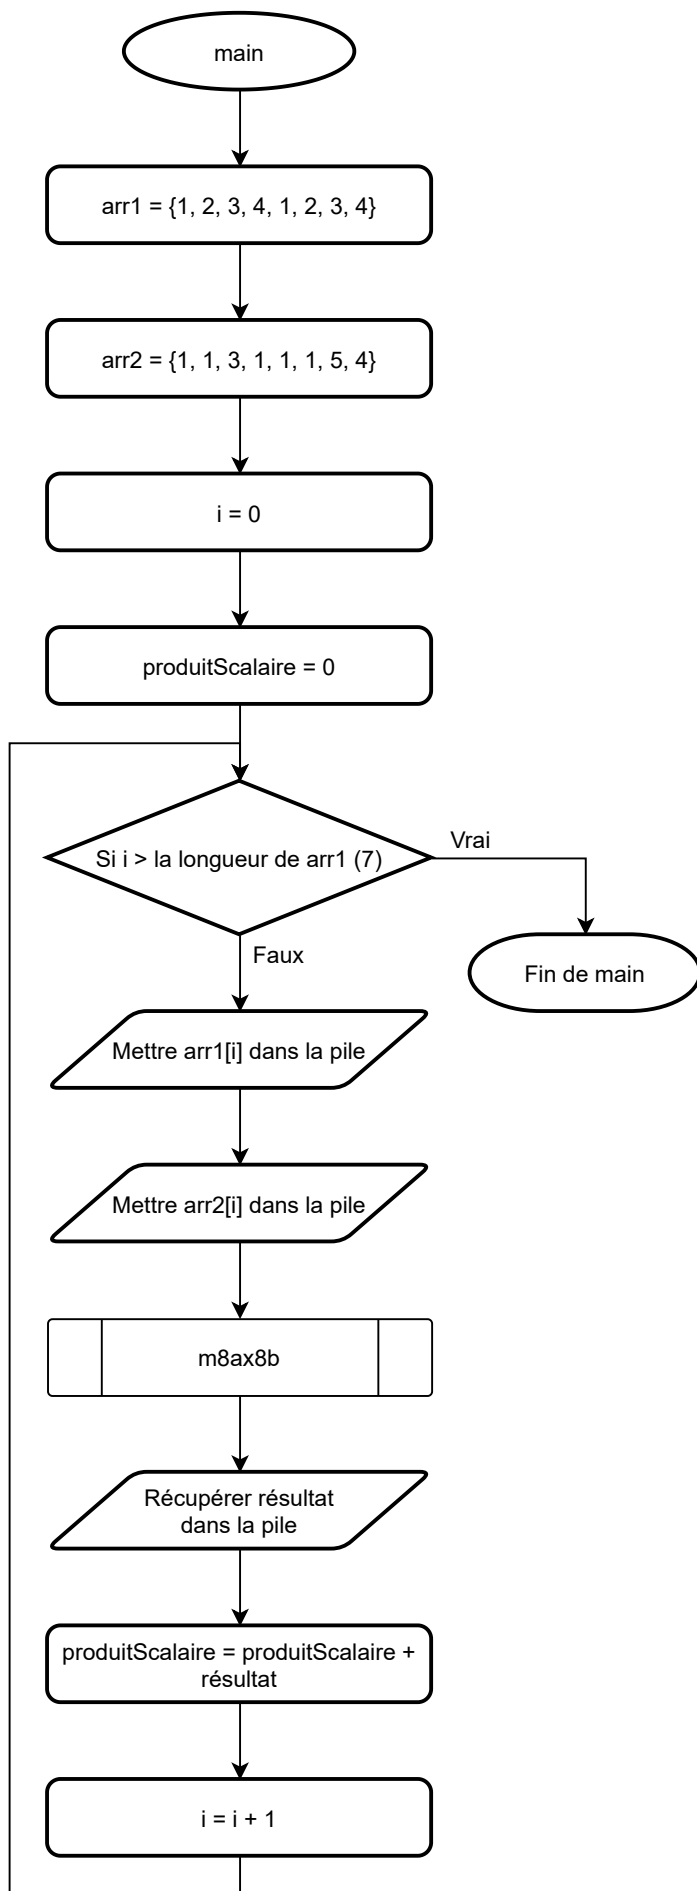 main
arr1 = {1, 2, 3, 4, 1, 2, 3, 4}
arr2 = {1, 1, 3, 1, 1, 1, 5, 4}
i = 0
produitScalaire = 0
Si i > la longueur de arr1 (7)
Vrai
Faux
Fin de main
Mettre arr1[i] dans la pile
Mettre arr2[i] dans la pile
m8ax8b
Récupérer résultat
dans la pile
produitScalaire = produitScalaire +
résultat
i = i + 1